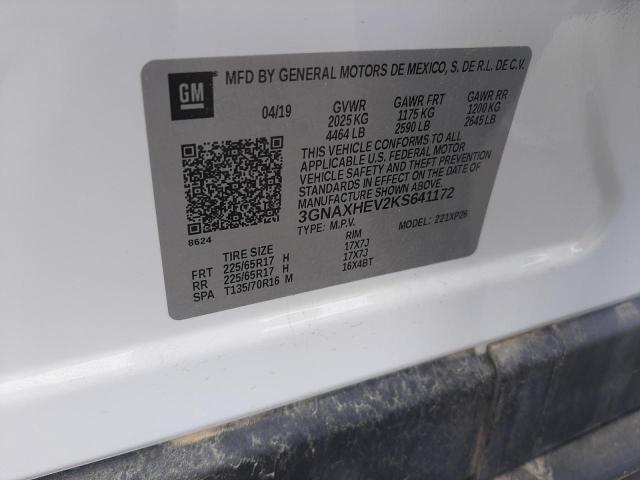 GM MFD BY GENERAL MOTORS DE MEXICO, S. DE R.L. DE C.V.
04/19 GVWR GAWR FRT GAWR RR
2025 KG 1175 KG 1200 KG
4464 LB 2590 LB 2645 LB
THIS VEHICLE CONFORMS TO ALL
APPLICABLE U.S. FEDERAL MOTOR
VEHICLE SAFETY AND THEFT PREVENTION
STANDARDS IN EFFECT ON THE DATE OF
MANUFACTURE SHOWN ABOVE.
3GNAXHEV2KS641172
TYPE: M.P.V. MODEL: 221XP26
8624
TIRE SIZE RIM
FRT 225/65R17 H 17X7J
RR 225/65R17 H 17X7J
SPA T135/70R16 M 16X4BT